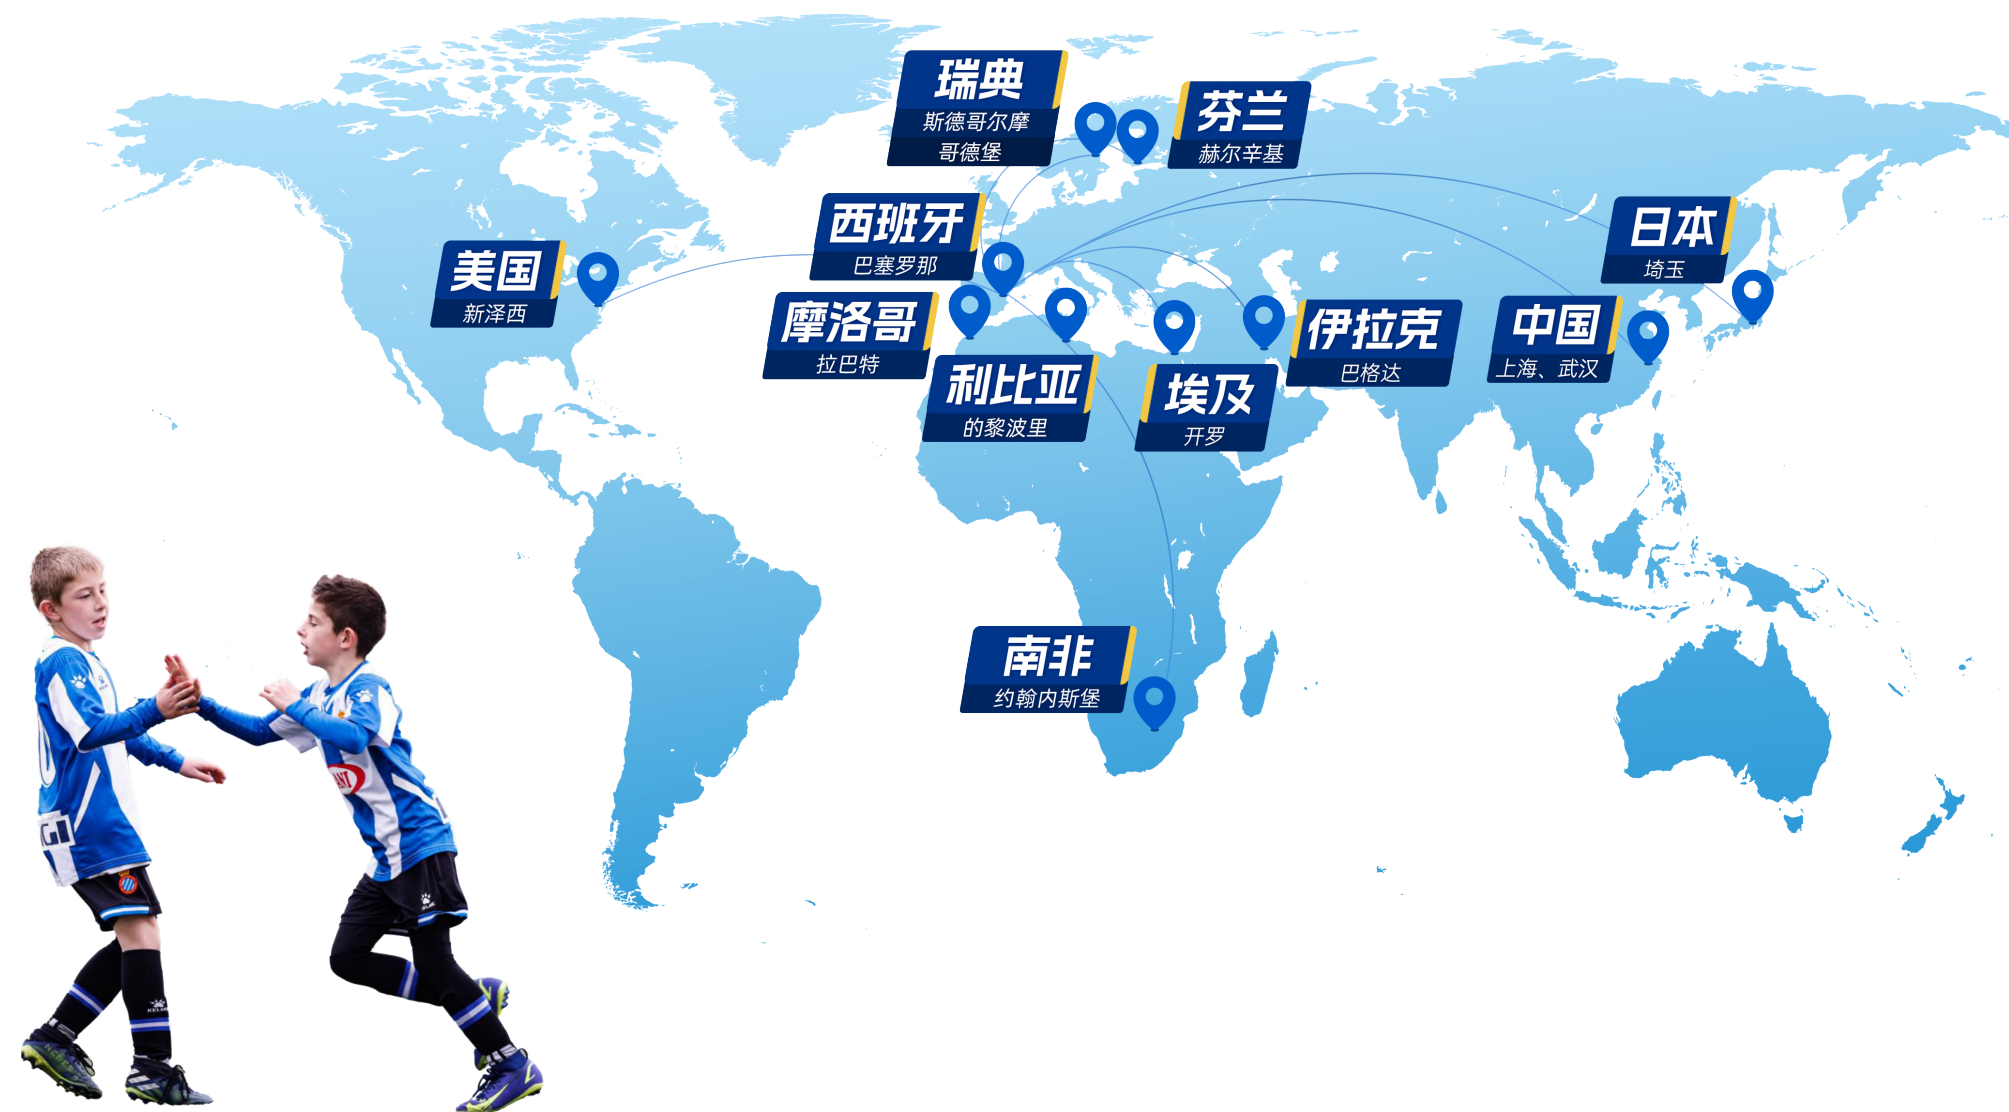 瑞典
斯德哥尔摩
哥德堡
芬兰
赫尔辛基
西班牙
巴塞罗那
日本
埼玉
美国
新泽西
摩洛哥
拉巴特
伊拉克
巴格达
中国
上海、武汉
利比亚
的黎波里
埃及
开罗
南非
约翰内斯堡
KELME